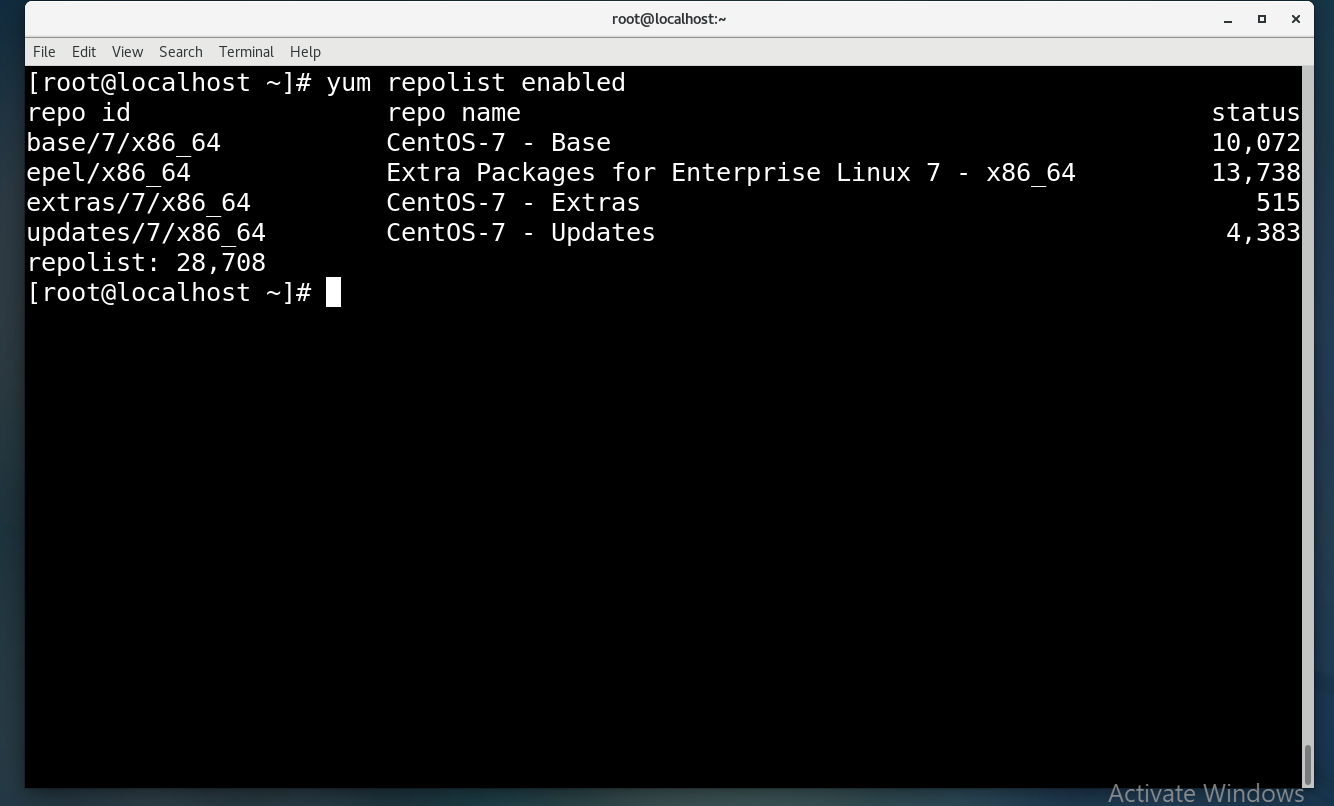 root@localhost:~
File Edit View Search Terminal Help
[root@localhost ~]# yum repolist enabled
repo id repo name status
base/7/x86_64 CentOS-7 - Base 10,072
epel/x86_64 Extra Packages for Enterprise Linux 7 - x86_64 13,738
extras/7/x86_64 CentOS-7 - Extras 515
updates/7/x86_64 CentOS-7 - Updates 4,383
repolist: 28,708
[root@localhost ~]#
Activate Windows